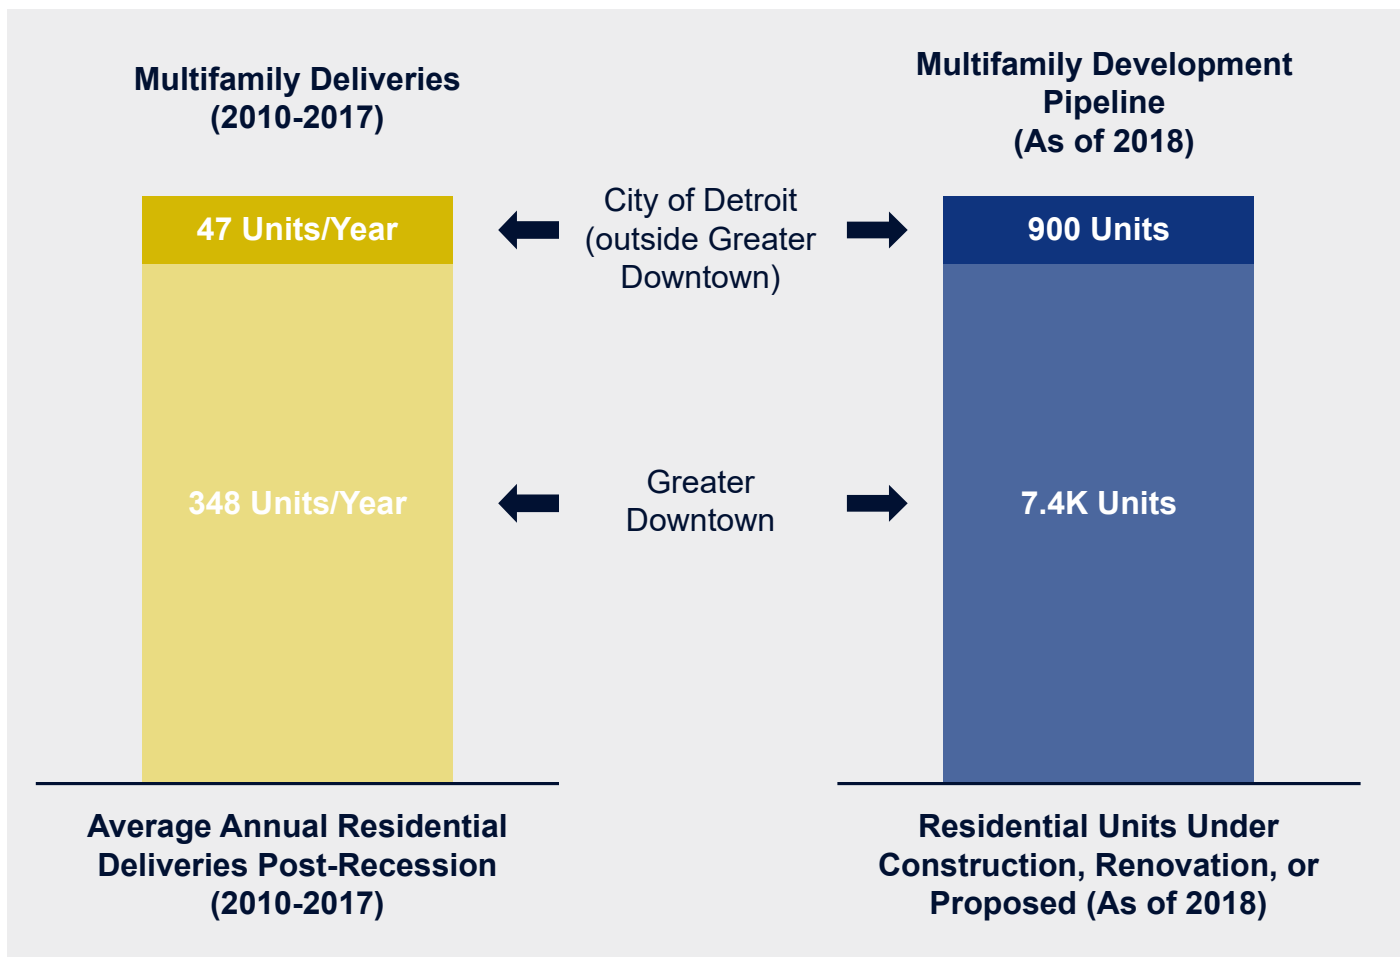 Multifamily Deliveries
(2010-2017)
Multifamily Development
Pipeline
(As of 2018)
47 Units/Year
City of Detroit
(outside Greater
Downtown)
900 Units
348 Units/Year
Greater
Downtown
7.4K Units
Average Annual Residential
Deliveries Post-Recession
(2010-2017)
Residential Units Under
Construction, Renovation, or
Proposed (As of 2018)